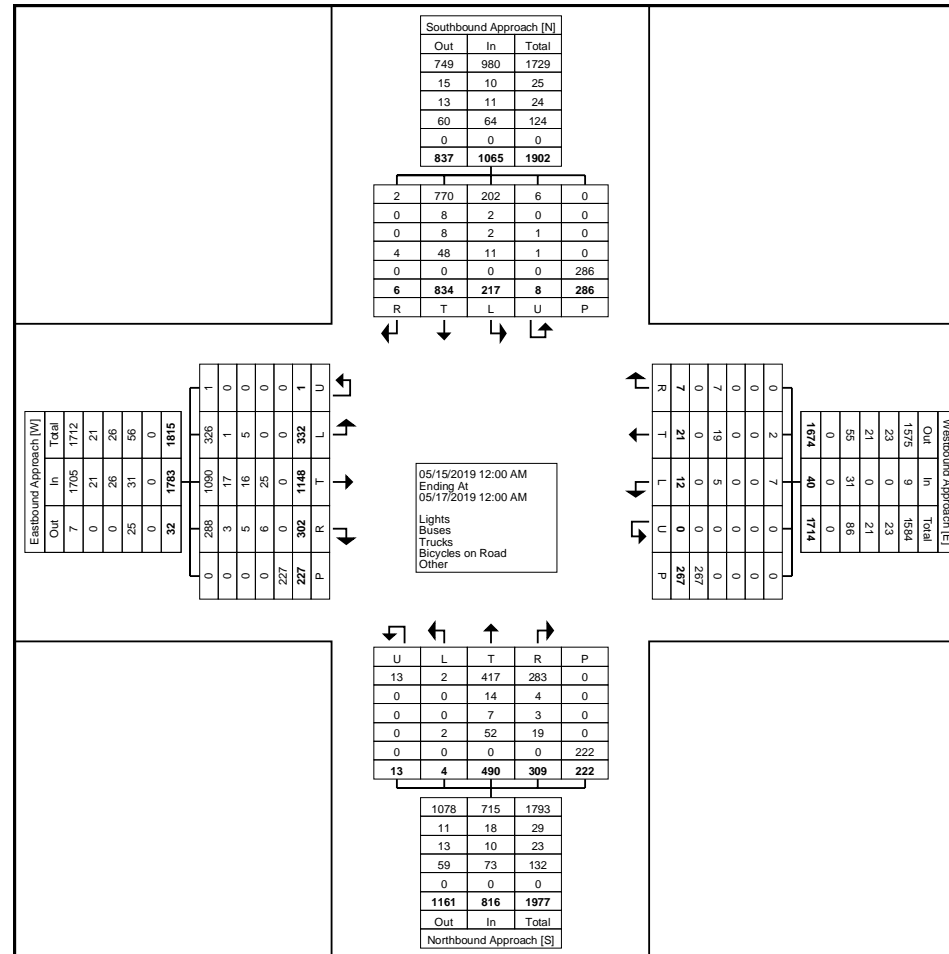 Southbound Approach [N]
Out In Total
749 980 1729
15 10 25
13 11 24
60 64 124
0 0 0
837 1065 1902
2 770 202 6 0
0 8 2 0 0
0 8 2 1 0
4 48 11 1 0
0 0 0 0 286
6 834 217 8 286
R T L U P
Eastbound Approach [W]
Total 1712 21 26 56 0 1815
In 1705 21 26 31 0 1783
Out 7 0 0 25 0 32
1 0 0 0 0 1 U
326 1 5 0 0 332 L
1090 17 16 25 0 1148 T
288 3 5 6 0 302 R
0 0 0 0 227 227 P
05/15/2019 12:00 AM
Ending At
05/17/2019 12:00 AM
Lights
Buses
Trucks
Bicycles on Road
Other
R 7 0 7 0 0 0
T 21 0 19 0 0 2
L 12 0 5 0 0 7
U 0 0 0 0 0 0
P 267 267 0 0 0 0
Westbound Approach [E]
Out In Total
1575 9 1584
23 0 23
21 0 21
55 31 86
0 0 0
1674 40 1714
U L T R P
13 2 417 283 0
0 0 14 4 0
0 0 7 3 0
0 2 52 19 0
0 0 0 0 222
13 4 490 309 222
1078 715 1793
11 18 29
13 10 23
59 73 132
0 0 0
1161 816 1977
Out In Total
Northbound Approach [S]